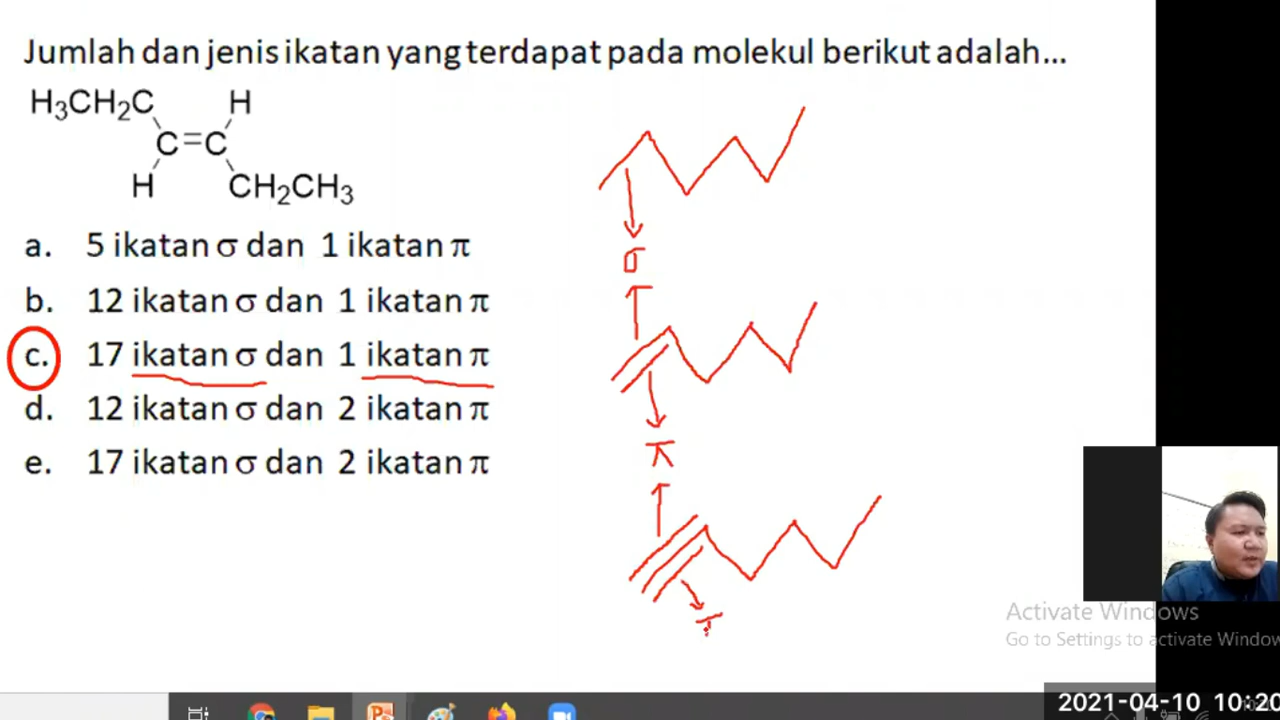 Jumlah dan jenis ikatan yang terdapat pada molekul berikut adalah...
H₃CH₂C H
C=C
H CH₂CH₃
a. 5 ikatan σ dan 1 ikatan π
b. 12 ikatan σ dan 1 ikatan π
c. 17 ikatan σ dan 1 ikatan π
d. 12 ikatan σ dan 2 ikatan π
e. 17 ikatan σ dan 2 ikatan π
σ
π
π
Activate Windows
Go to Settings to activate Window
2021-04-10 10:20